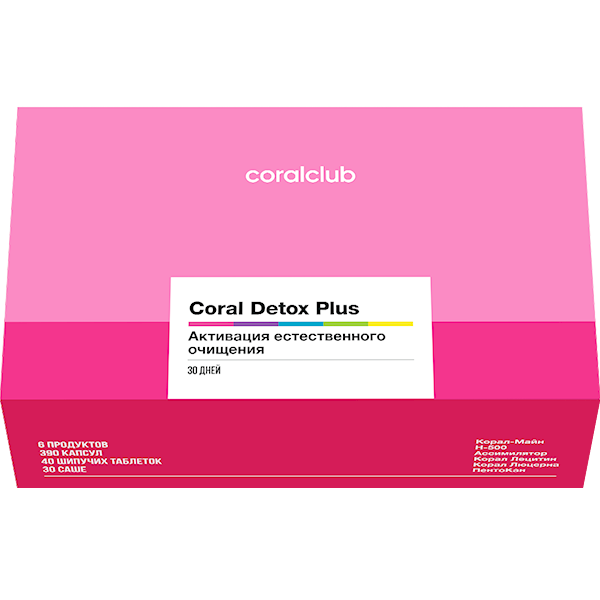 coralclub
Coral Detox Plus
Активация естественного
очищения
30 ДНЕЙ
6 ПРОДУКТОВ
390 КАПСУЛ
40 ШИПУЧИХ ТАБЛЕТОК
30 САШЕ
Корал-Майн
H-500
Ассимилятор
Корал Лецитин
Корал Люцерна
ПентоКан